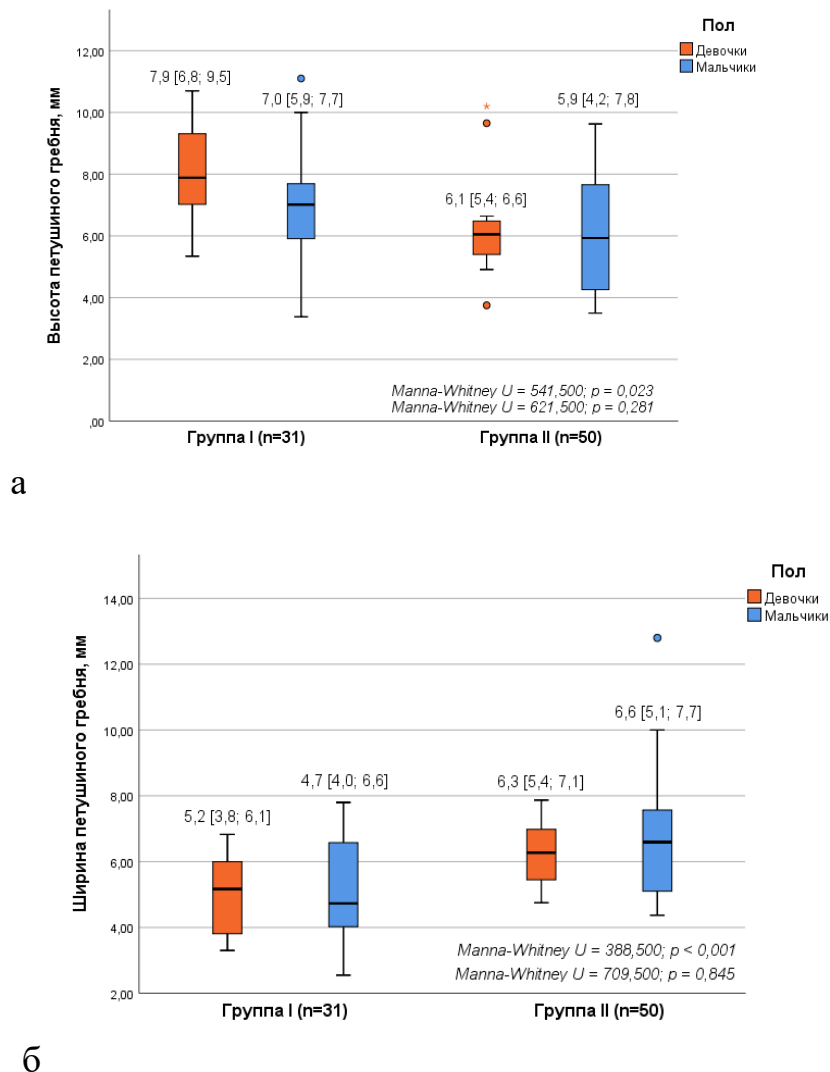 Пол
Девочки
Мальчики
Высота петушиного гребня, мм
12,00
10,00
8,00
6,00
4,00
2,00
,00
7,9 [6,8; 9,5]
7,0 [5,9; 7,7]
6,1 [5,4; 6,6]
5,9 [4,2; 7,8]
Manna-Whitney U = 541,500; p = 0,023
Manna-Whitney U = 621,500; p = 0,281
Группа I (n=31)
Группа II (n=50)
а
Пол
Девочки
Мальчики
Ширина петушиного гребня, мм
14,00
12,00
10,00
8,00
6,00
4,00
2,00
5,2 [3,8; 6,1]
4,7 [4,0; 6,6]
6,3 [5,4; 7,1]
6,6 [5,1; 7,7]
Manna-Whitney U = 388,500; p < 0,001
Manna-Whitney U = 709,500; p = 0,845
Группа I (n=31)
Группа II (n=50)
б